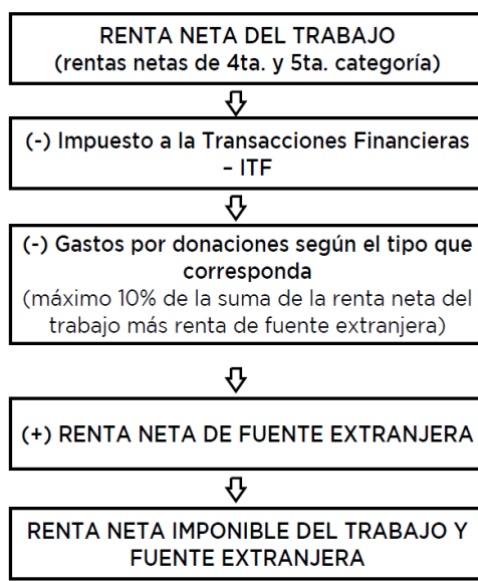 RENTA NETA DEL TRABAJO
(rentas netas de 4ta. y 5ta. categoría)
(-) Impuesto a la Transacciones Financieras
- ITF
(-) Gastos por donaciones según el tipo que
corresponda
(máximo 10% de la suma de la renta neta del
trabajo más renta de fuente extranjera)
(+) RENTA NETA DE FUENTE EXTRANJERA
RENTA NETA IMPONIBLE DEL TRABAJO Y
FUENTE EXTRANJERA